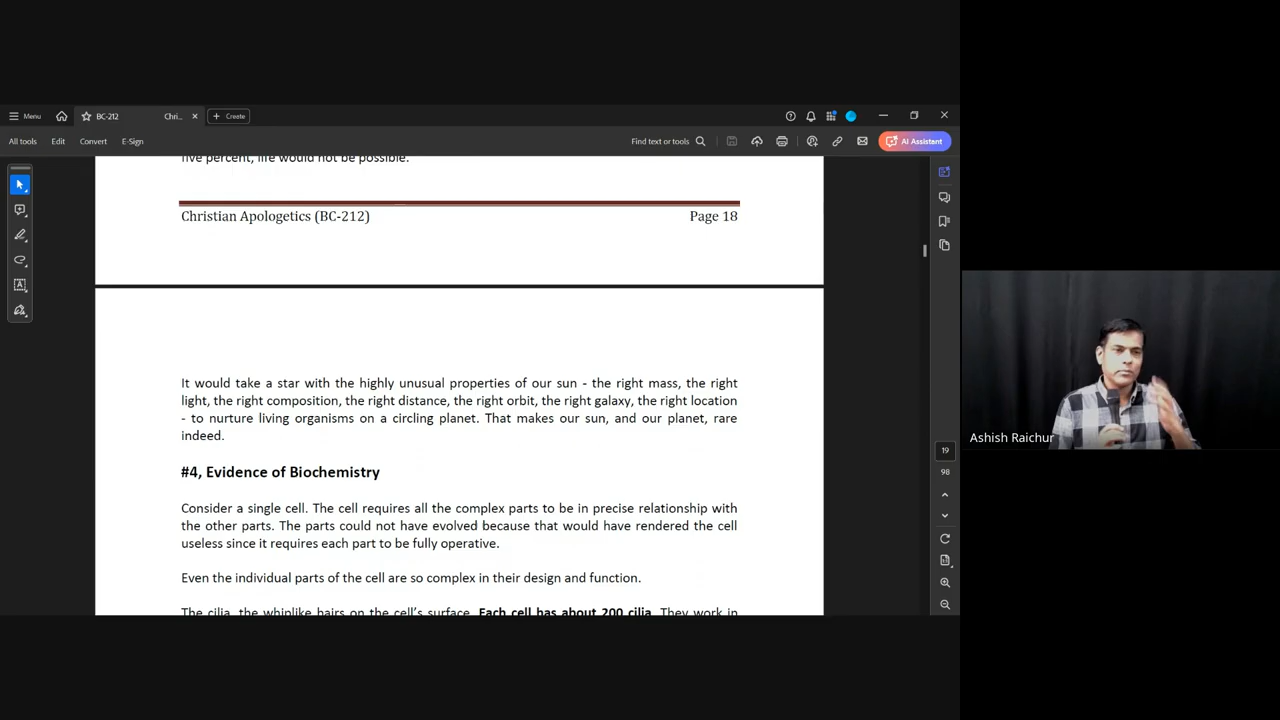 Menu
BC-212
Chri...
Create
All tools
Edit
Convert
E-Sign
Find text or tools
AI Assistant
five percent, life would not be possible.
Christian Apologetics (BC-212)
Page 18
It would take a star with the highly unusual properties of our sun - the right mass, the right
light, the right composition, the right distance, the right orbit, the right galaxy, the right location
- to nurture living organisms on a circling planet. That makes our sun, and our planet, rare
indeed.
#4, Evidence of Biochemistry
Consider a single cell. The cell requires all the complex parts to be in precise relationship with
the other parts. The parts could not have evolved because that would have rendered the cell
useless since it requires each part to be fully operative.
Even the individual parts of the cell are so complex in their design and function.
The cilia, the whiplike hairs on the cell's surface. Each cell has about 200 cilia. They work in
19
98
Ashish Raichur